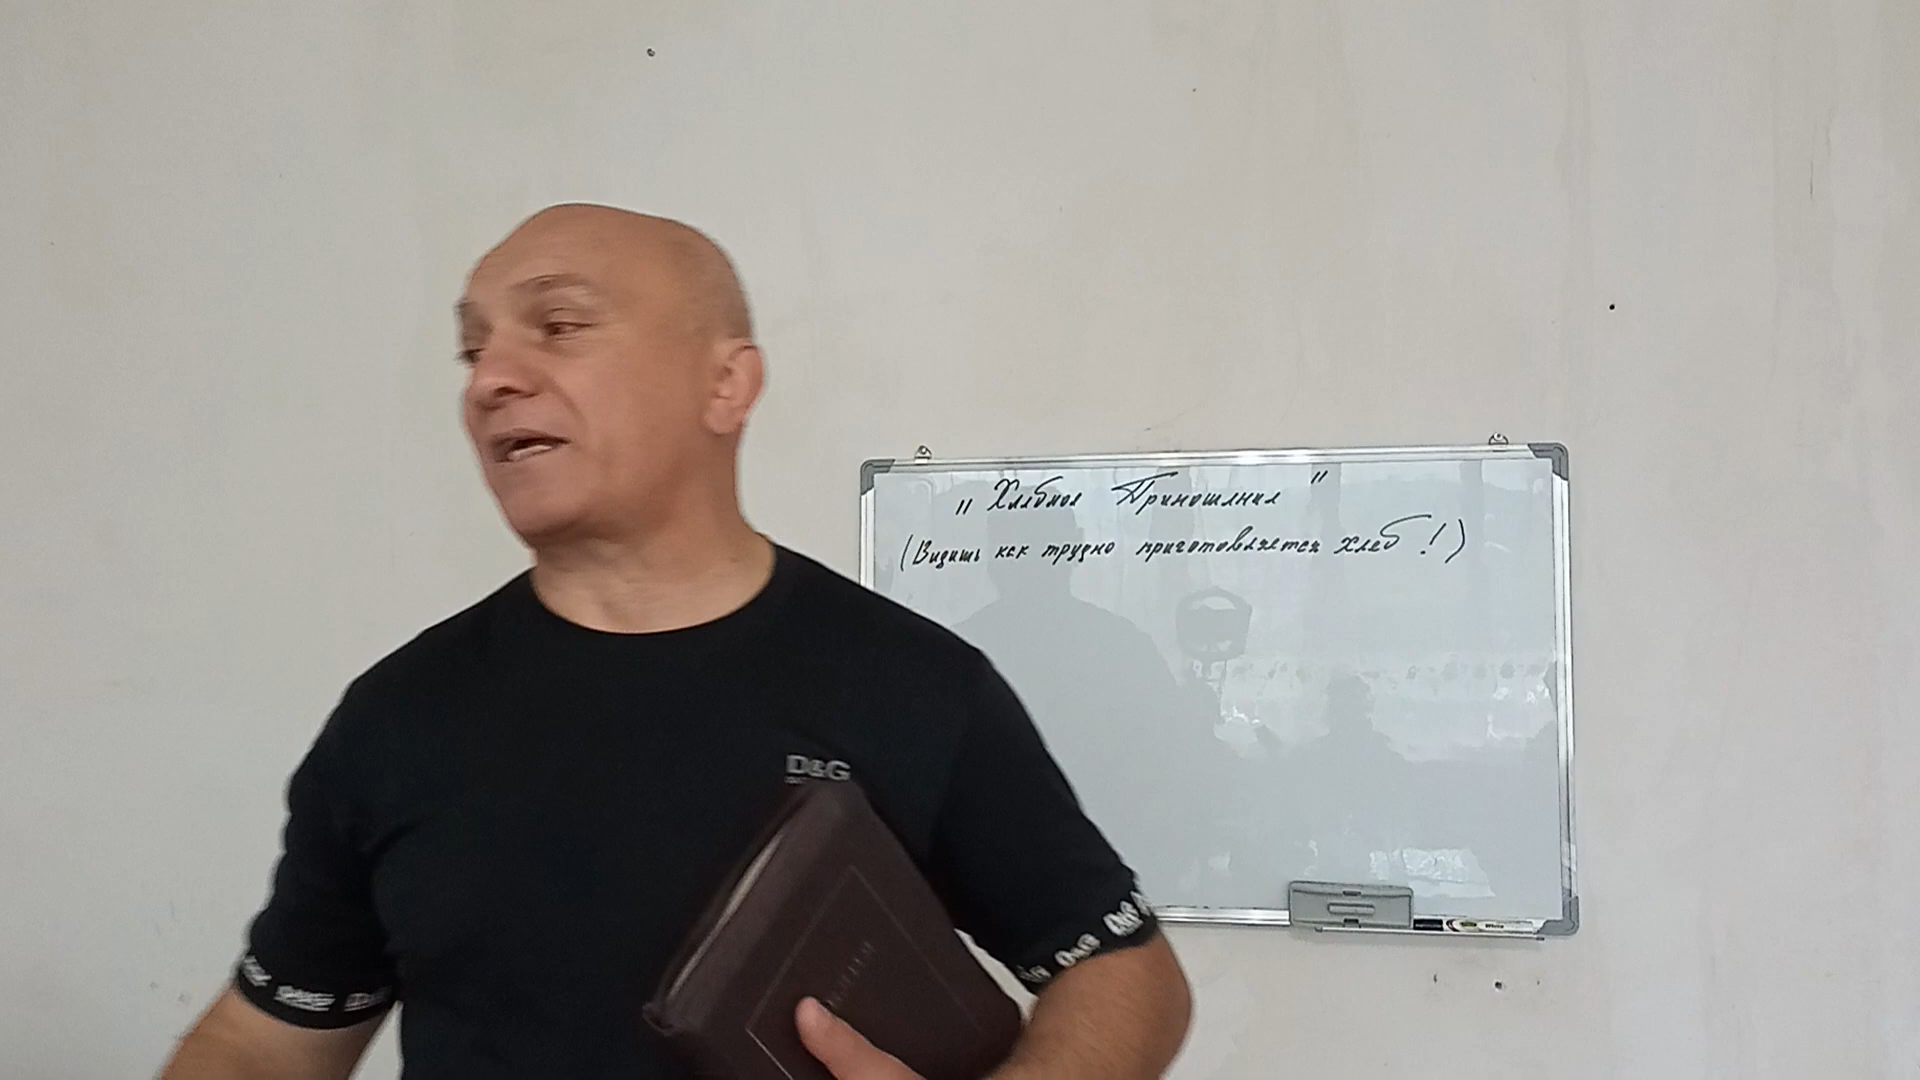 „ Хлебное Приношение "
(Видишь как трудно приготовляется хлеб!)
D&G